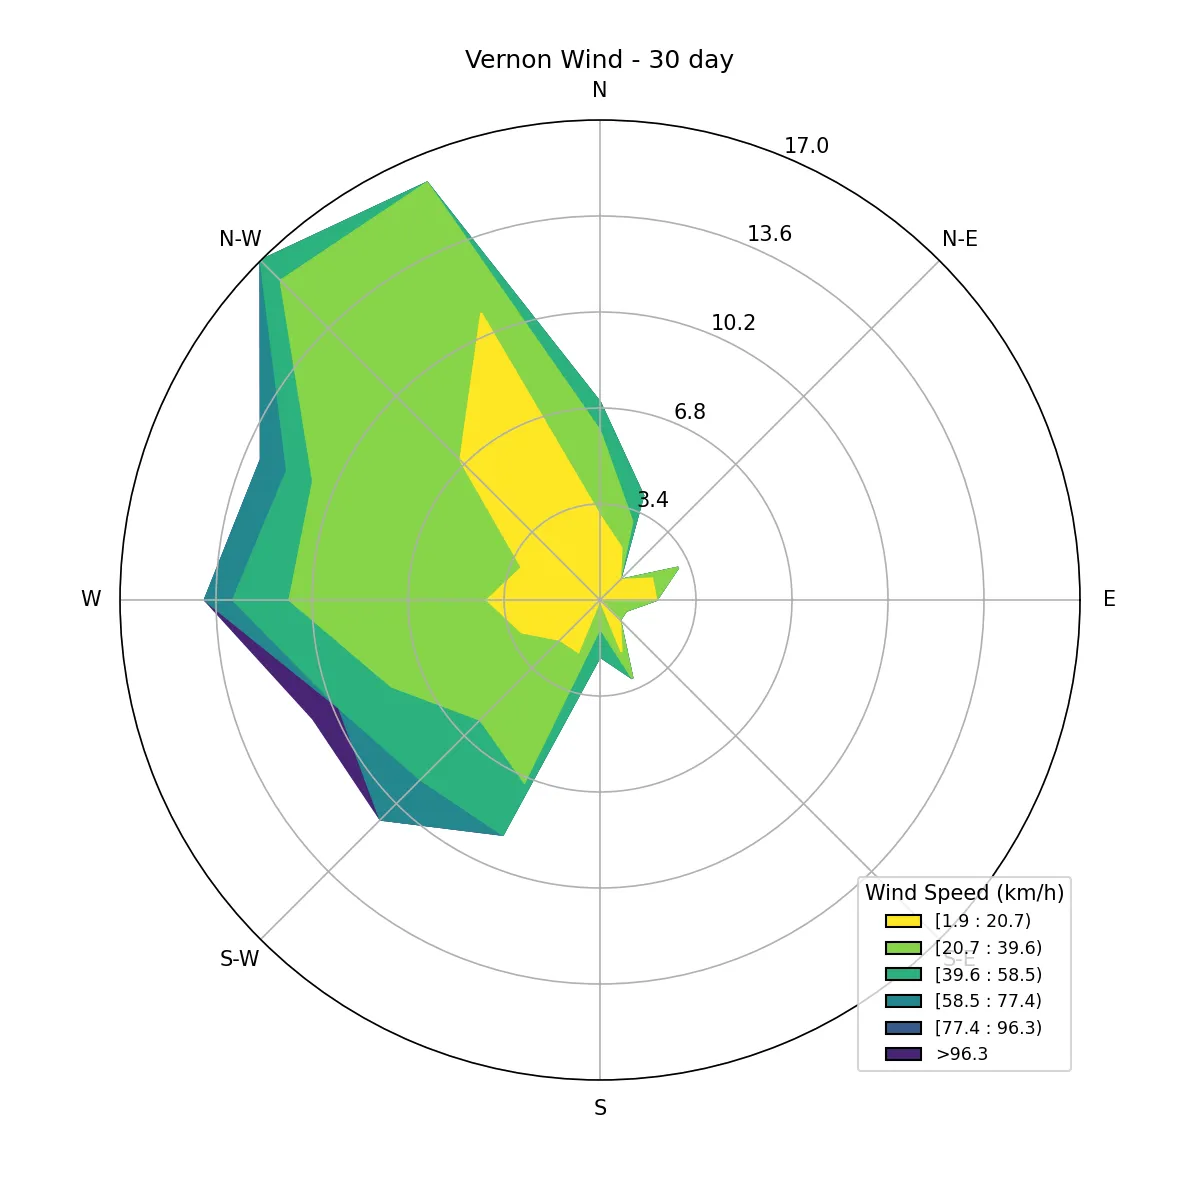 Vernon Wind - 30 day
N
17.0
13.6
N-W
N-E
10.2
6.8
3.4
W
E
Wind Speed (km/h)
[1.9 : 20.7)
[20.7 : 39.6)
S-W
S-E
[39.6 : 58.5)
[58.5 : 77.4)
[77.4 : 96.3)
>96.3
S